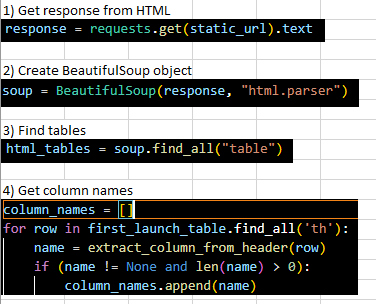 1) Get response from HTML
response = requests.get(static_url).text
2) Create BeautifulSoup object
soup = BeautifulSoup(response, "html.parser")
3) Find tables
html_tables = soup.find_all("table")
4) Get column names
column_names = []
for row in first_launch_table.find_all('th'):
    name = extract_column_from_header(row)
    if (name != None and len(name) > 0):
        column_names.append(name)